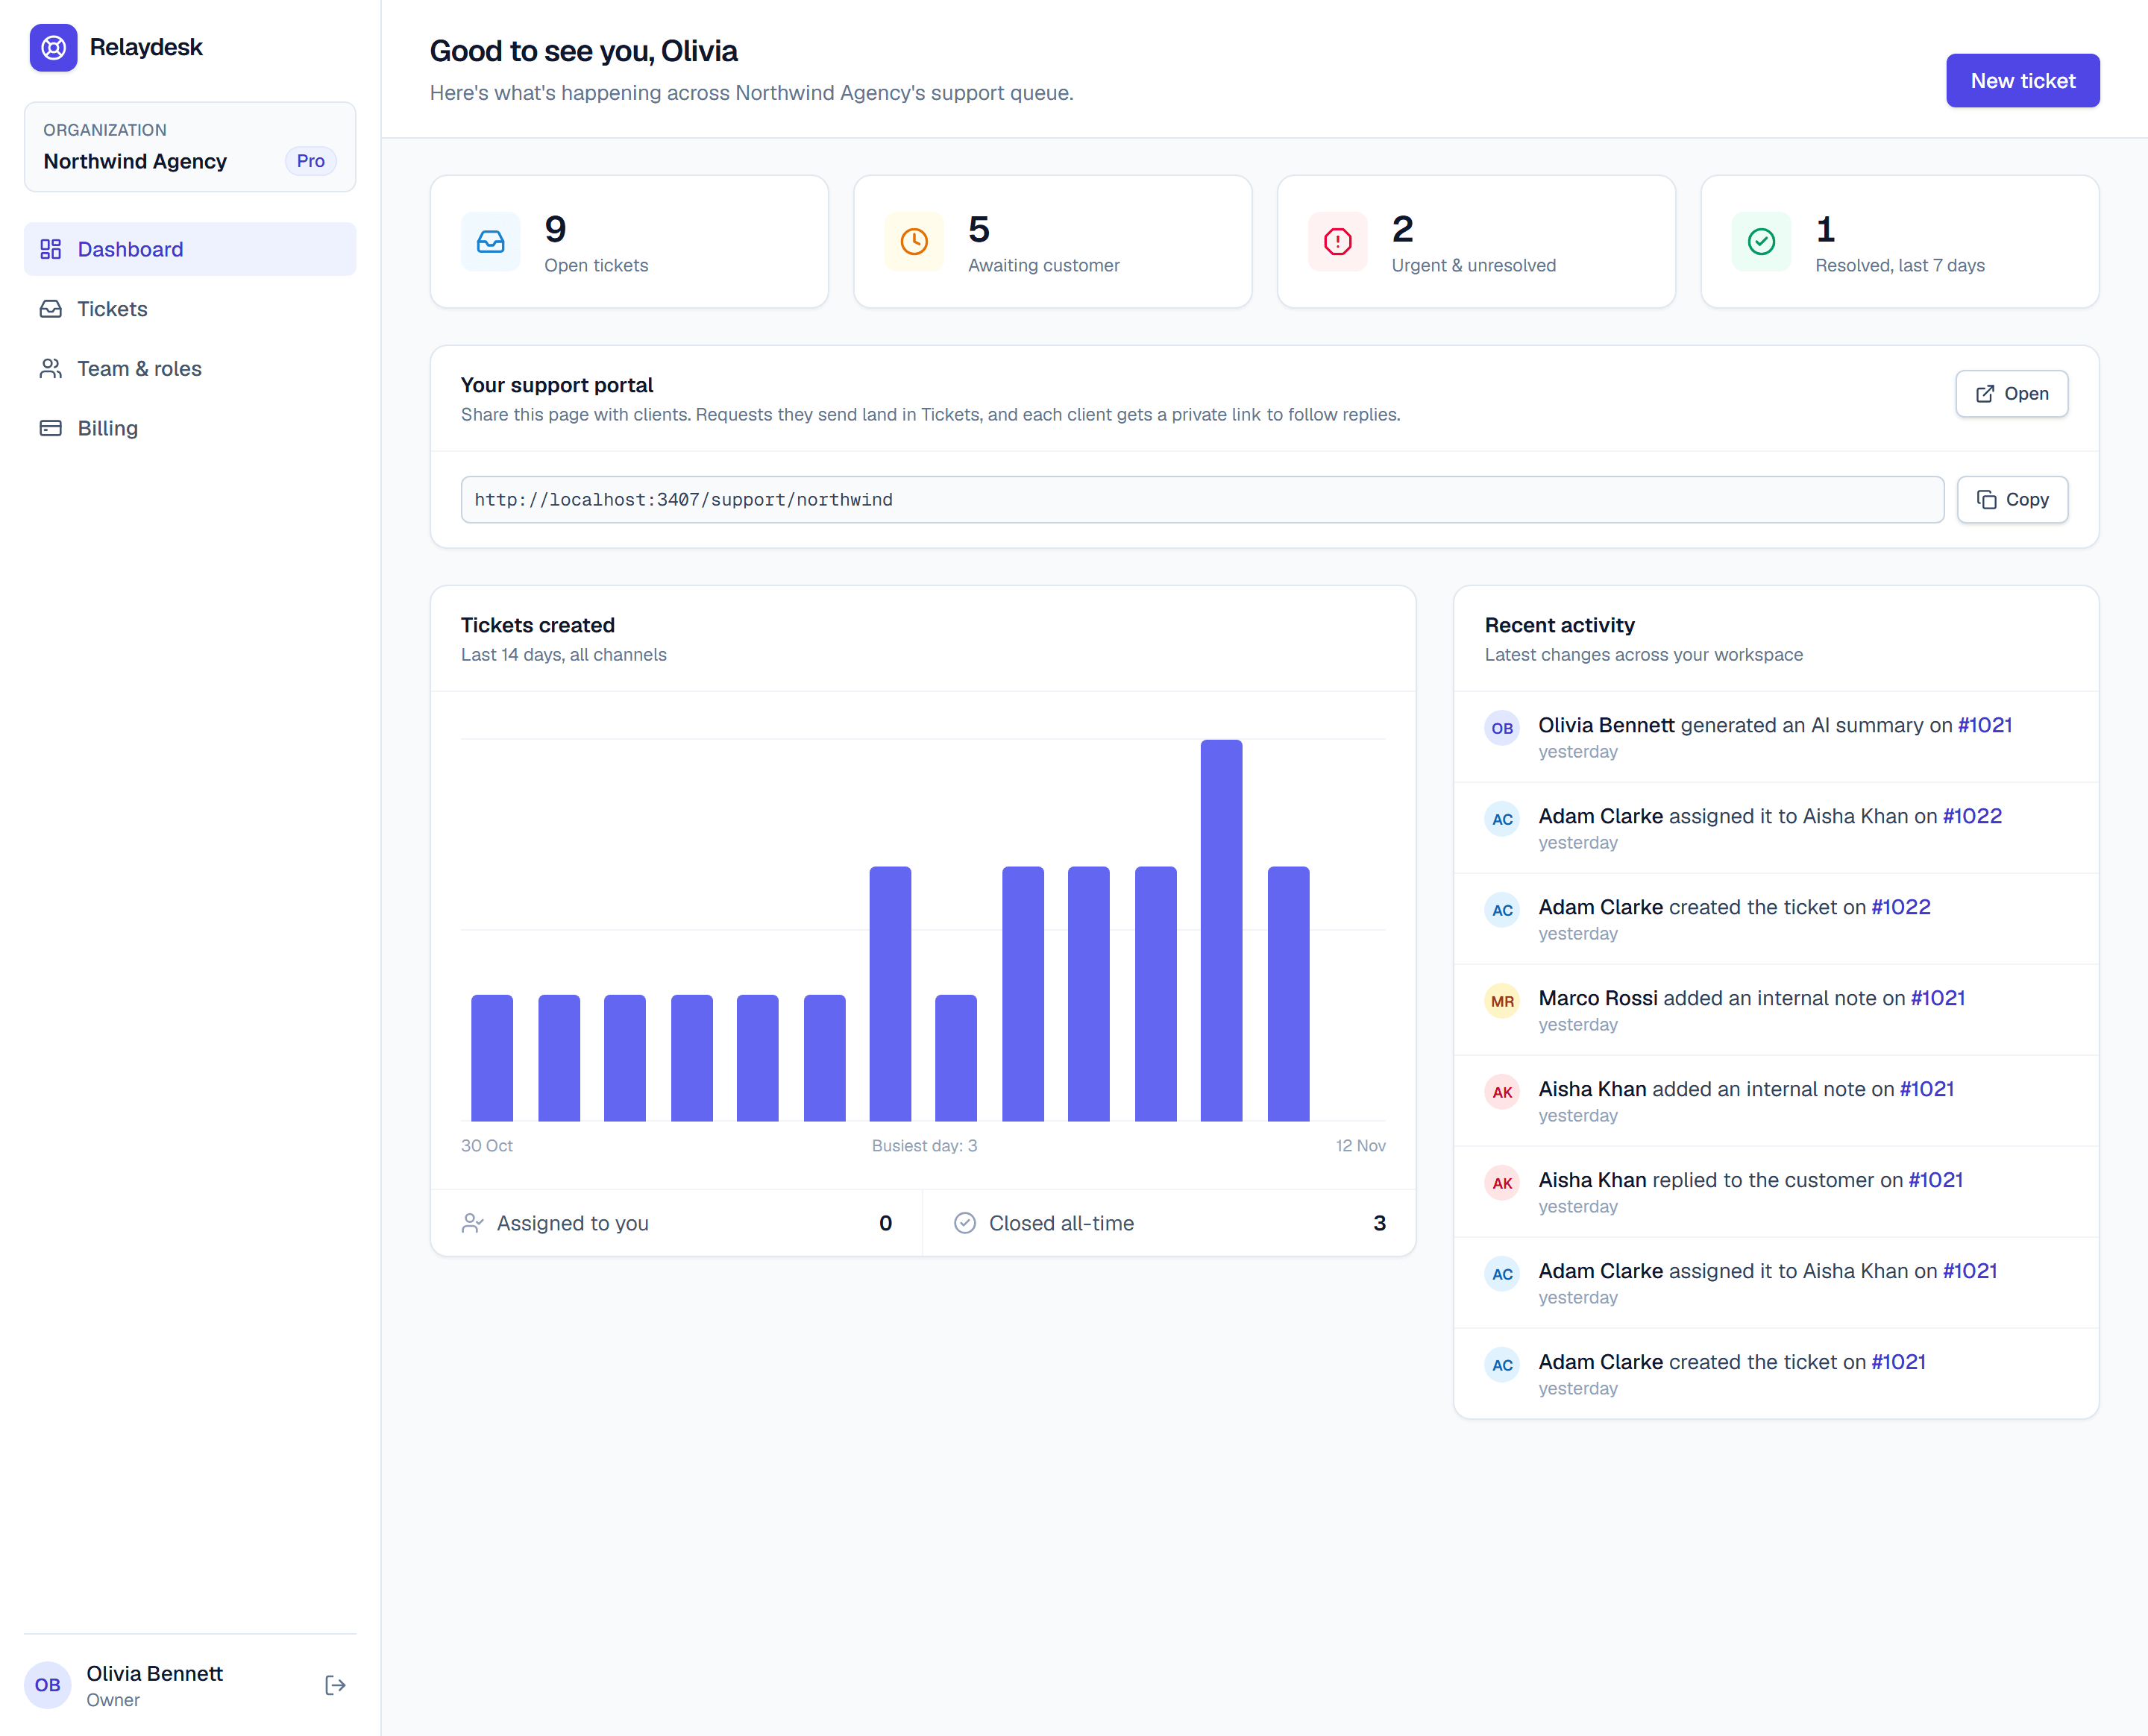 Relaydesk
ORGANIZATION
Northwind Agency
Pro
Dashboard
Tickets
Team & roles
Billing
OB
Olivia Bennett
Owner
Good to see you, Olivia
Here's what's happening across Northwind Agency's support queue.
New ticket
9
Open tickets
5
Awaiting customer
2
Urgent & unresolved
1
Resolved, last 7 days
Your support portal
Share this page with clients. Requests they send land in Tickets, and each client gets a private link to follow replies.
Open
http://localhost:3407/support/northwind
Copy
Tickets created
Last 14 days, all channels
30 Oct
Busiest day: 3
12 Nov
Assigned to you
0
Closed all-time
3
Recent activity
Latest changes across your workspace
OB
Olivia Bennett generated an AI summary on #1021
yesterday
AC
Adam Clarke assigned it to Aisha Khan on #1022
yesterday
AC
Adam Clarke created the ticket on #1022
yesterday
MR
Marco Rossi added an internal note on #1021
yesterday
AK
Aisha Khan added an internal note on #1021
yesterday
AK
Aisha Khan replied to the customer on #1021
yesterday
AC
Adam Clarke assigned it to Aisha Khan on #1021
yesterday
AC
Adam Clarke created the ticket on #1021
yesterday